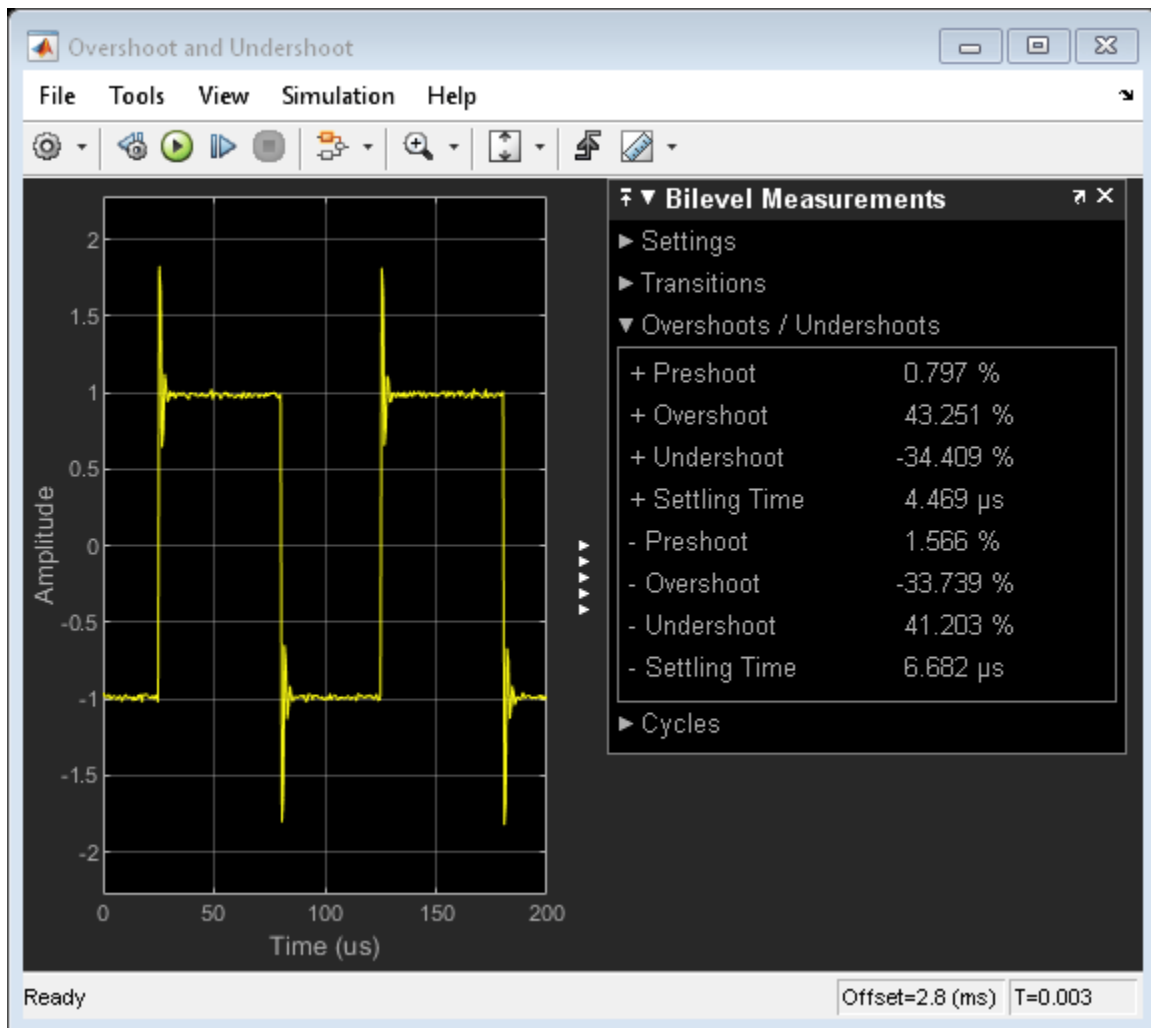 Overshoot and Undershoot
File Tools View Simulation Help
Bilevel Measurements
Settings
Transitions
Overshoots / Undershoots
+ Preshoot 0.797 %
+ Overshoot 43.251 %
+ Undershoot -34.409 %
+ Settling Time 4.469 µs
- Preshoot 1.566 %
- Overshoot -33.739 %
- Undershoot 41.203 %
- Settling Time 6.682 µs
Cycles
2
1.5
1
0.5
0
-0.5
-1
-1.5
-2
Amplitude
0 50 100 150 200
Time (us)
Ready Offset=2.8 (ms) T=0.003